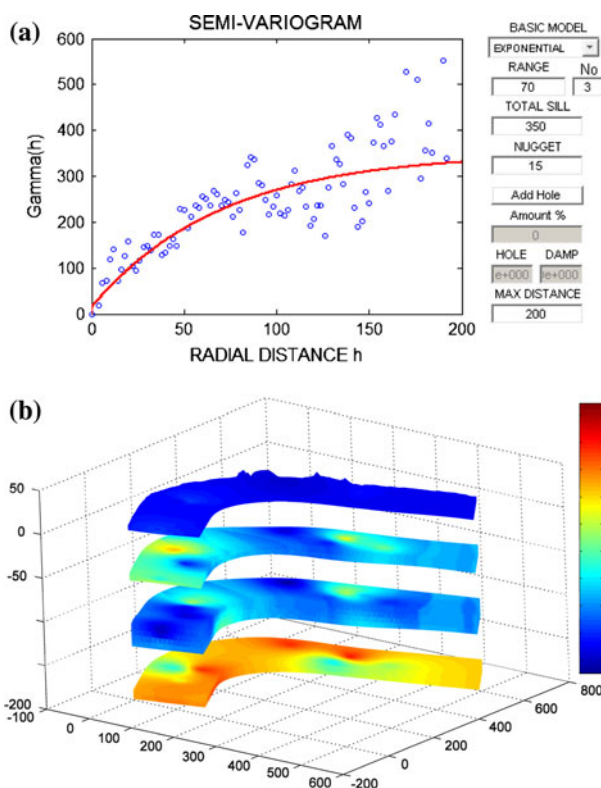 (a)
SEMI-VARIOGRAM
600
500
400
300
200
100
0
Gamma(h)
0
50
100
150
200
RADIAL DISTANCE h
BASIC MODEL
EXPONENTIAL
RANGE
No
70
3
TOTAL SILL
350
NUGGET
15
Add Hole
Amount %
0
HOLE
DAMP
e+000
e+000
MAX DISTANCE
200
(b)
50
0
-50
-200
-100
0
100
200
300
400
500
600
-200
0
200
400
600
800